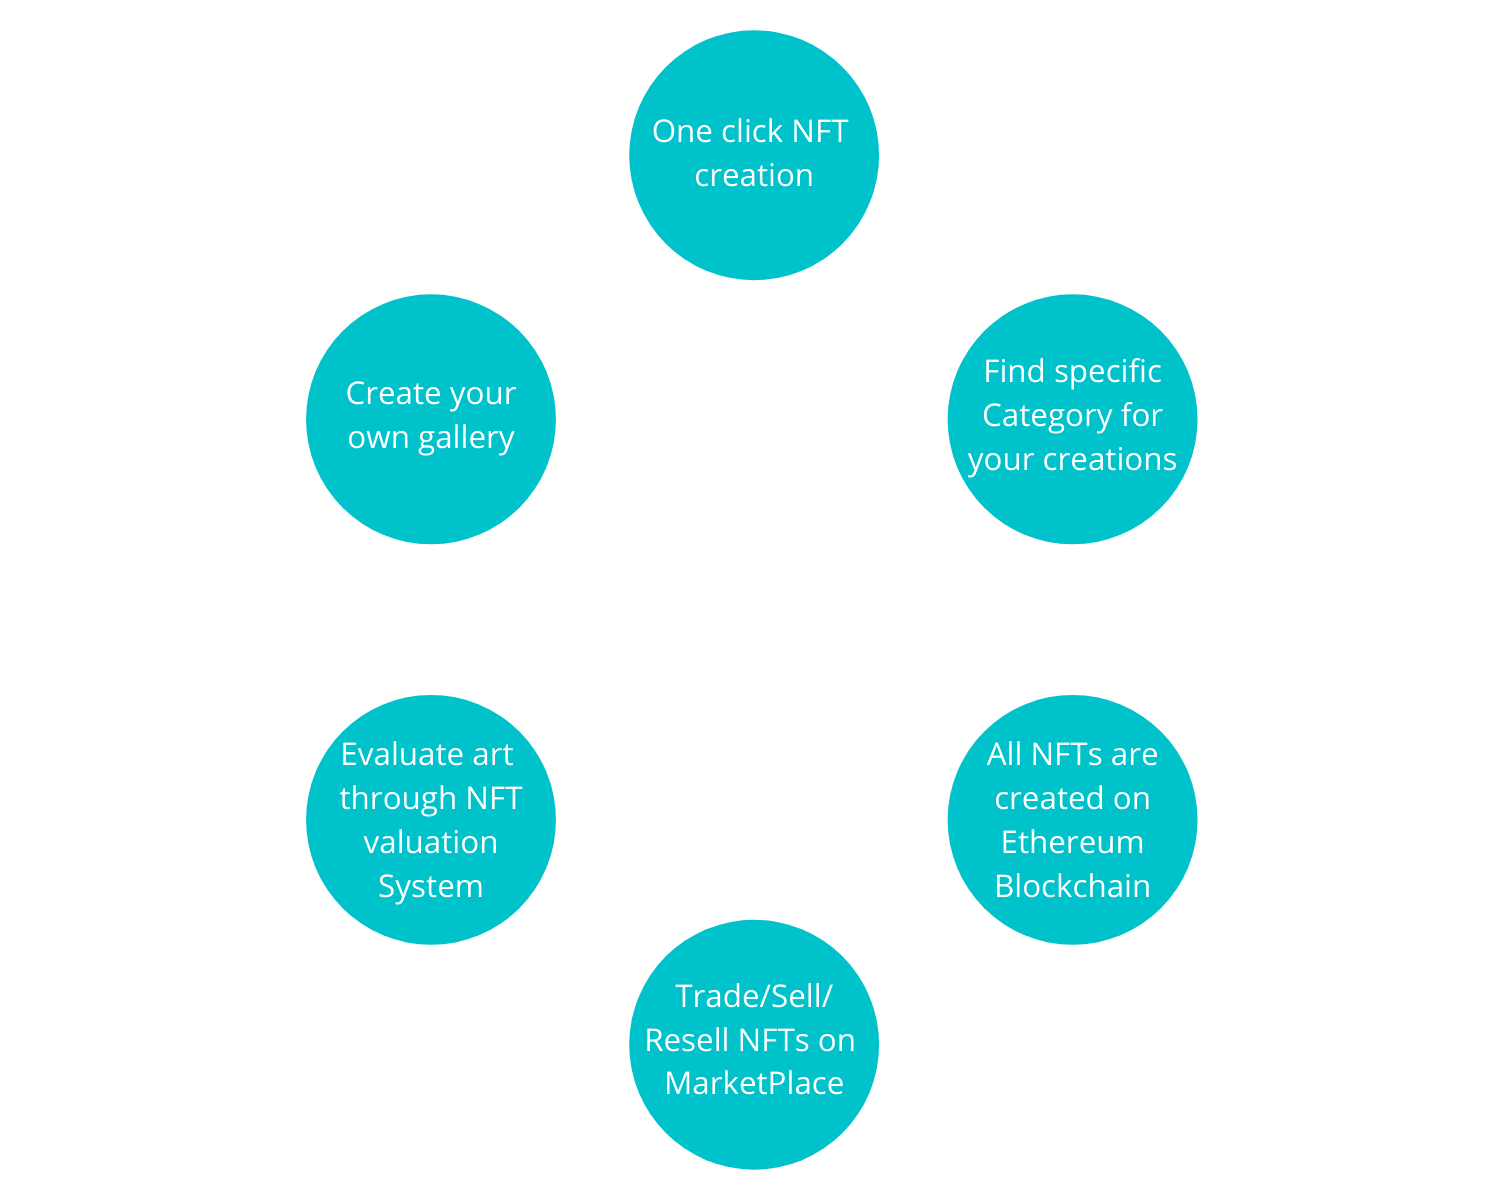 One click NFT
creation
Create your
own gallery
Find specific
Category for
your creations
Evaluate art
through NFT
valuation
System
All NFTs are
created on
Ethereum
Blockchain
Trade/Sell/
Resell NFTs on
MarketPlace